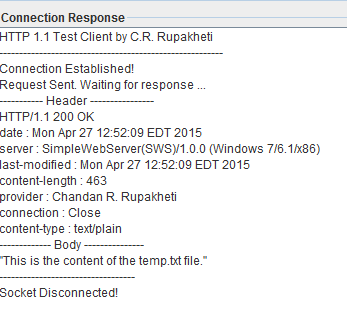 Connection Response
HTTP 1.1 Test Client by C.R. Rupakheti
--------------------------------------------------------
Connection Established!
Request Sent. Waiting for response ...
----------- Header ----------------
HTTP/1.1 200 OK
date : Mon Apr 27 12:52:09 EDT 2015
server : SimpleWebServer(SWS)/1.0.0 (Windows 7/6.1/x86)
last-modified : Mon Apr 27 12:52:09 EDT 2015
content-length : 463
provider : Chandan R. Rupakheti
connection : Close
content-type : text/plain
------------- Body ---------------
"This is the content of the temp.txt file."
----------------------------------
Socket Disconnected!